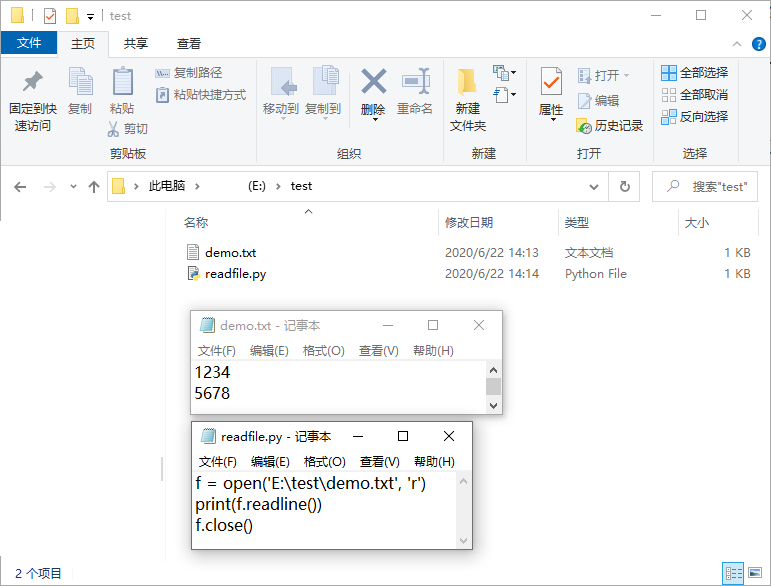 test
文件 主页 共享 查看
固定到快速访问 复制 粘贴 复制路径 粘贴快捷方式 剪切 移动到 复制到 删除 重命名 新建文件夹 属性 打开 编辑 历史记录 全部选择 全部取消 反向选择
剪贴板 组织 新建 打开 选择
此电脑 (E:) test 搜索"test"
名称 修改日期 类型 大小
demo.txt 2020/6/22 14:13 文本文档 1 KB
readfile.py 2020/6/22 14:14 Python File 1 KB
demo.txt - 记事本
文件(F) 编辑(E) 格式(O) 查看(V) 帮助(H)
1234
5678
readfile.py - 记事本
文件(F) 编辑(E) 格式(O) 查看(V) 帮助(H)
f = open('E:\test\demo.txt', 'r')
print(f.readline())
f.close()
2 个项目